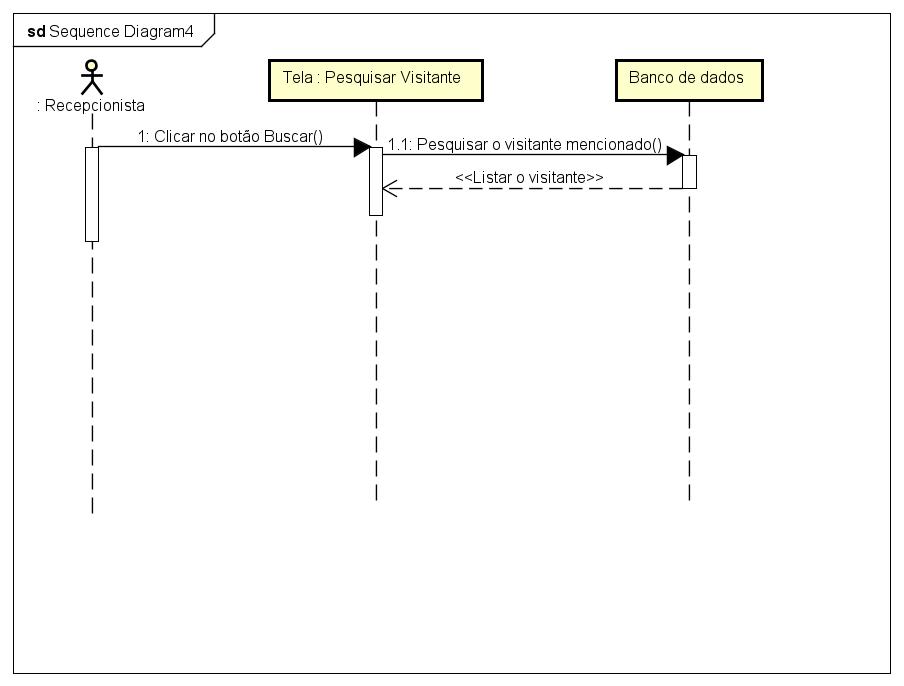 sd Sequence Diagram4
: Recepcionista
Tela : Pesquisar Visitante
Banco de dados
1: Clicar no botão Buscar()
1.1: Pesquisar o visitante mencionado()
<<Listar o visitante>>